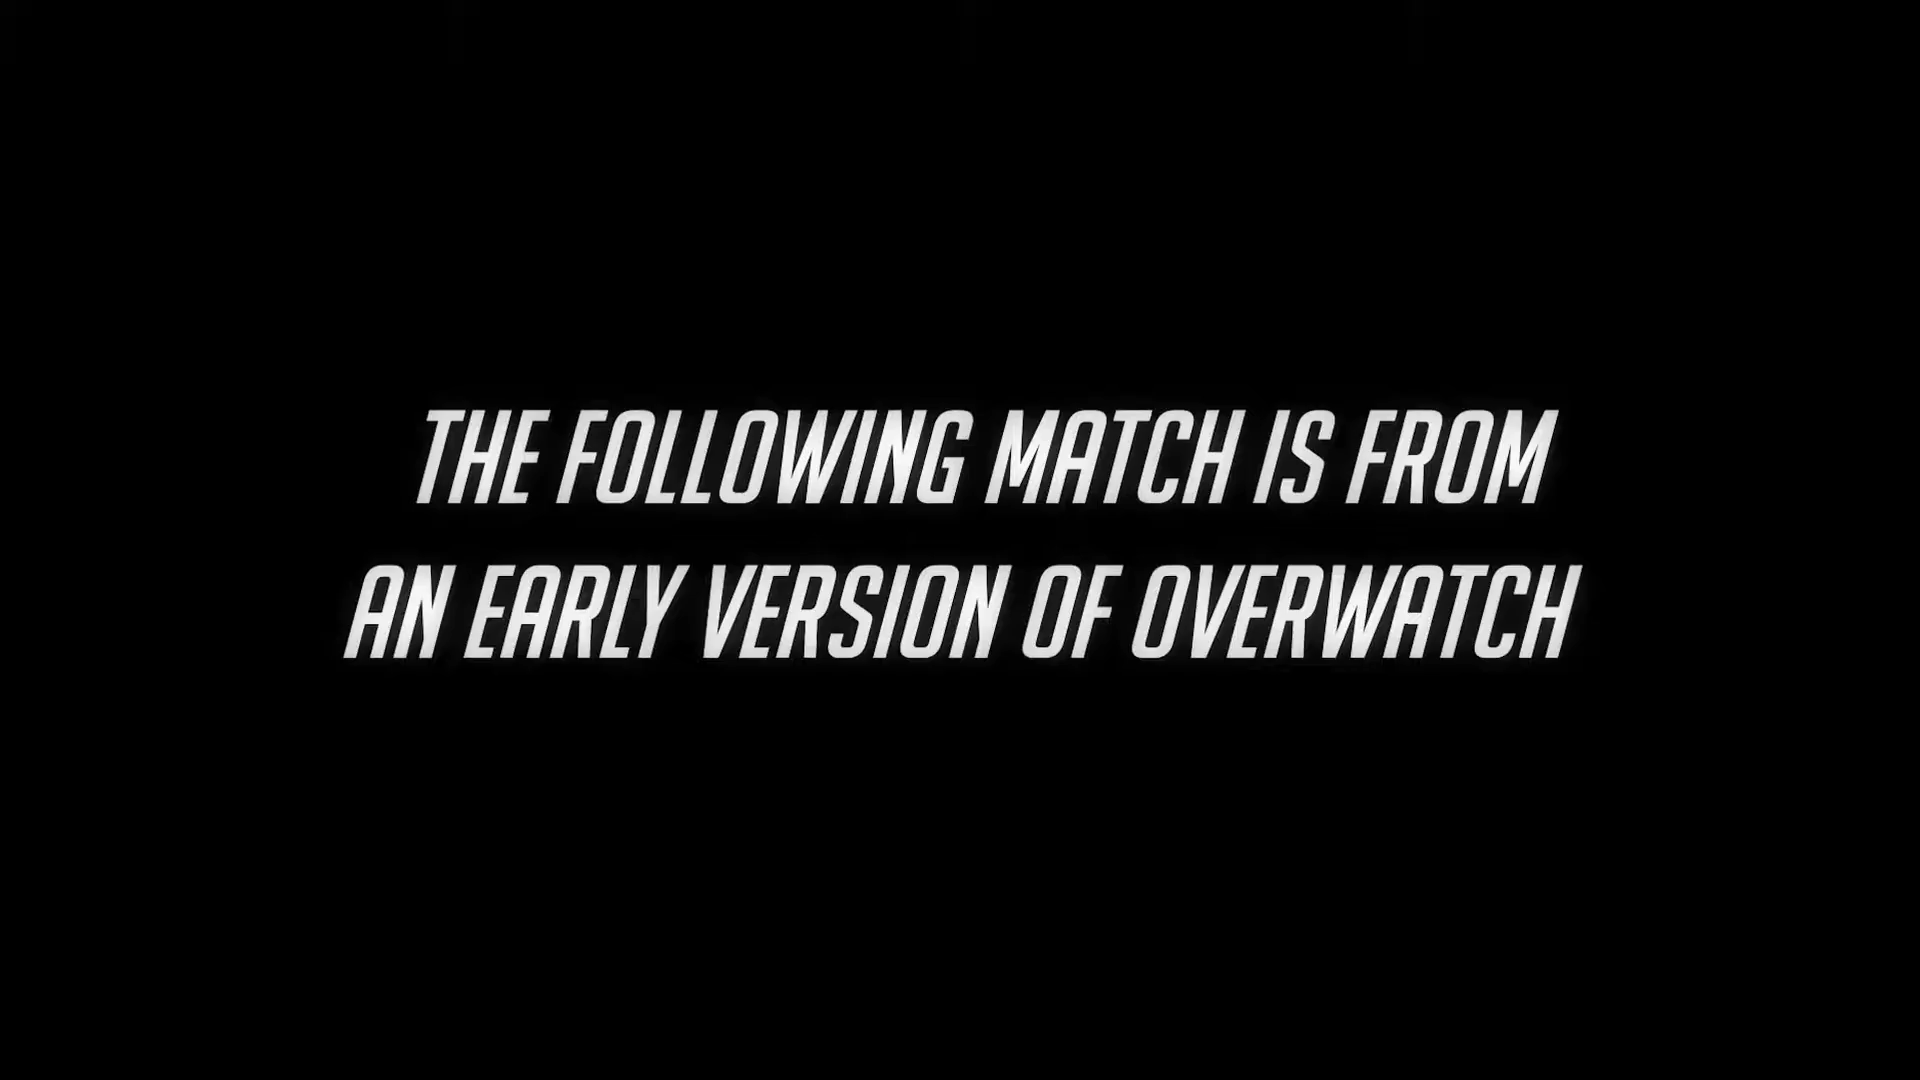 THE FOLLOWING MATCH IS FROM
AN EARLY VERSION OF OVERWATCH